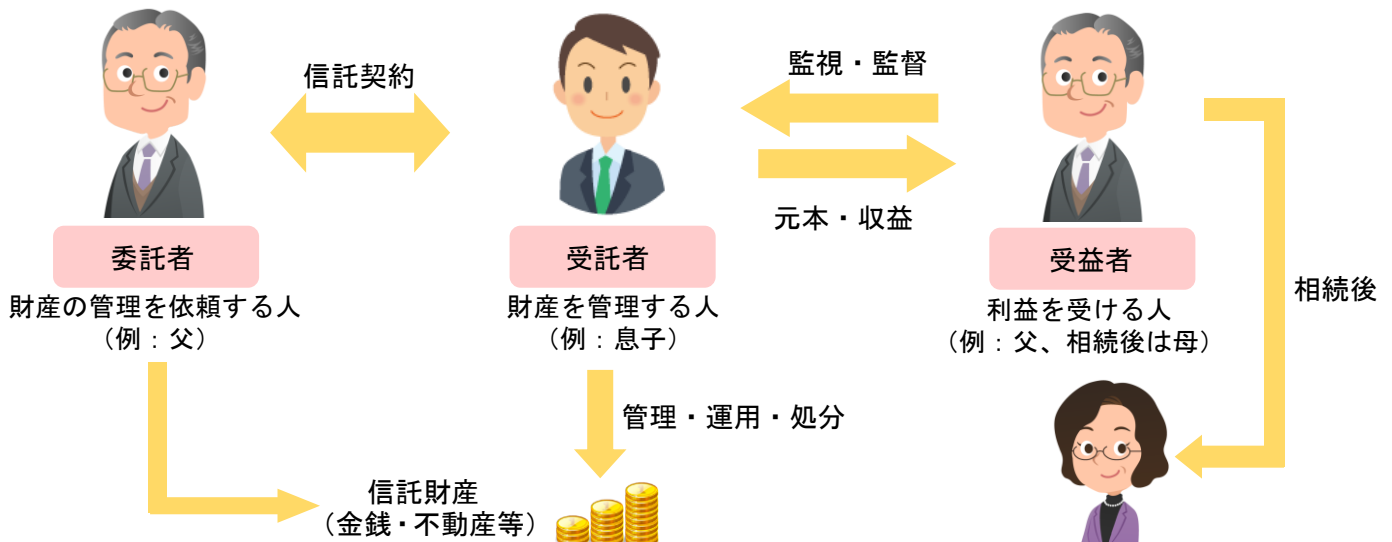 信託契約
監視・監督
元本・収益
委託者
財産の管理を依頼する人
（例：父）
受託者
財産を管理する人
（例：息子）
受益者
利益を受ける人
（例：父、相続後は母）
相続後
管理・運用・処分
信託財産
（金銭・不動産等）